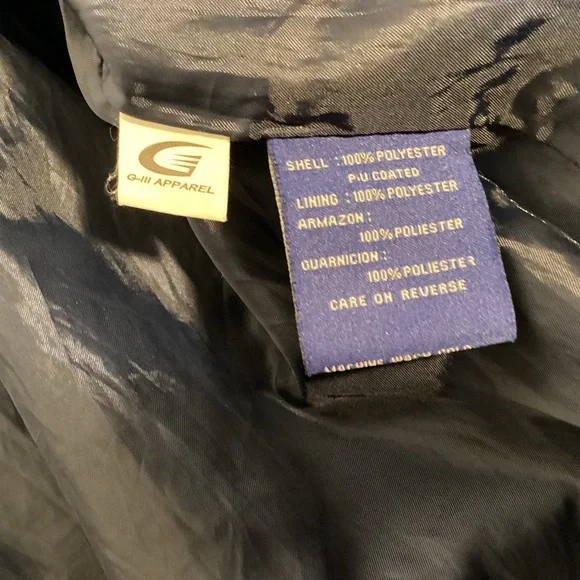 G-III APPAREL
SHELL : 100% POLYESTER
P.U COATED
LINING : 100% POLYESTER
ARMAZON :
100% POLIESTER
GUARNICION :
100% POLIESTER
CARE ON REVERSE